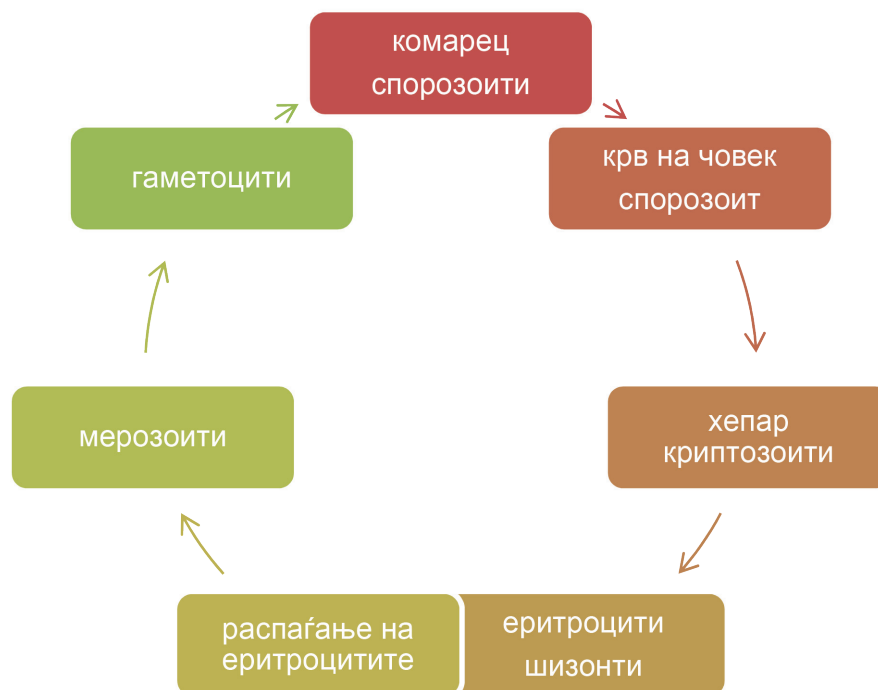 комарец
спорозоити
крв на човек
спорозоит
хепар
криптозоити
еритроцити
шизонти
распаѓање на
еритроцитите
мерозоити
гаметоцити